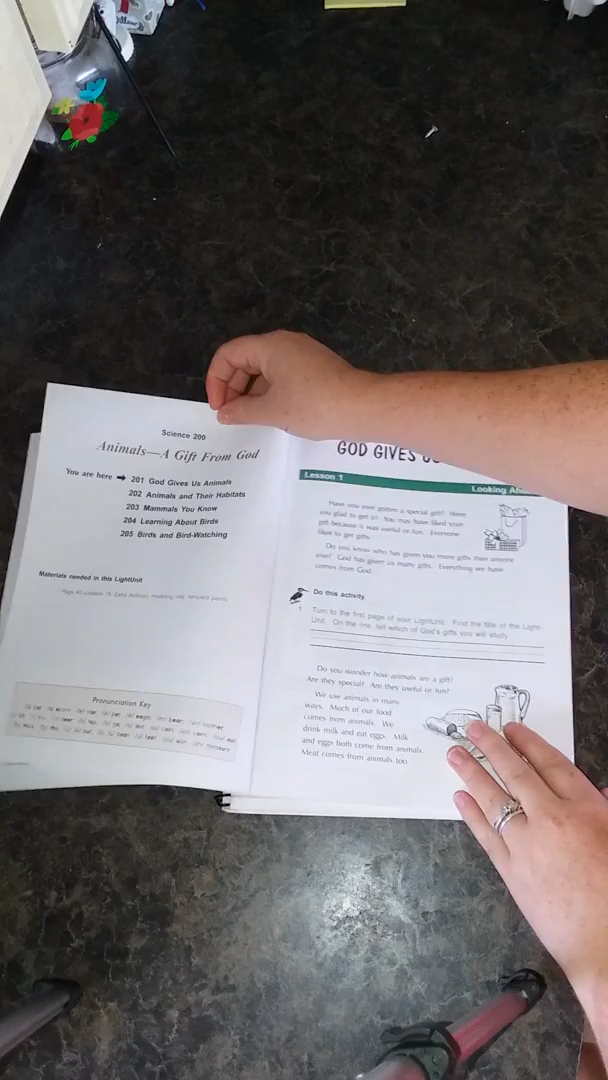 Science 200
Animals—A Gift From God
You are here ➡ 201 God Gives Us Animals
202 Animals and Their Habitats
203 Mammals You Know
204 Learning About Birds
205 Birds and Bird-Watching
Materials needed in this LightUnit
Pronunciation Key
GOD GIVES
Lesson 1
Looking
Have you ever gotten a special gift? Were
you glad to get it? You may have liked your
gift because it was useful or fun. Everyone
likes to get gifts.
Do you know who has given you more gifts than anyone
else? God has given us many gifts. Everything we have
comes from God.
Do this activity.
1 Turn to the first page of your LightUnit. Find the title of the Light-
Unit. On the line, tell which of God's gifts you will study.
Do you wonder how animals are a gift?
Are they special? Are they useful or fun?
We use animals in many
ways. Much of our food
comes from animals. We
drink milk and eat eggs. Milk
and eggs both come from animals.
Meat comes from animals too.